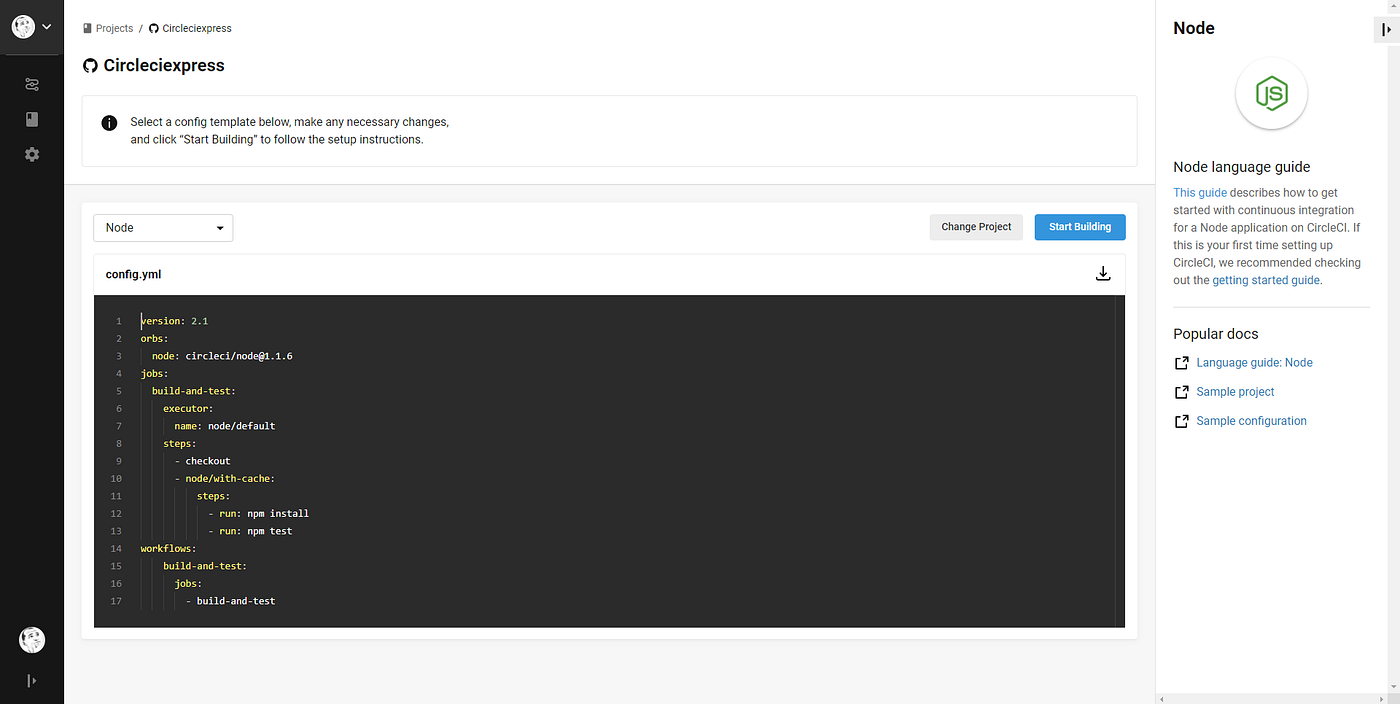 Projects / Circleciexpress
Circleciexpress
Select a config template below, make any necessary changes,
and click “Start Building” to follow the setup instructions.
Node
Change Project
Start Building
config.yml
1 version: 2.1
2 orbs:
3 node: circleci/node@1.1.6
4 jobs:
5 build-and-test:
6 executor:
7 name: node/default
8 steps:
9 - checkout
10 - node/with-cache:
11 steps:
12 - run: npm install
13 - run: npm test
14 workflows:
15 build-and-test:
16 jobs:
17 - build-and-test
Node
JS
Node language guide
This guide describes how to get
started with continuous integration
for a Node application on CircleCI. If
this is your first time setting up
CircleCI, we recommended checking
out the getting started guide.
Popular docs
Language guide: Node
Sample project
Sample configuration